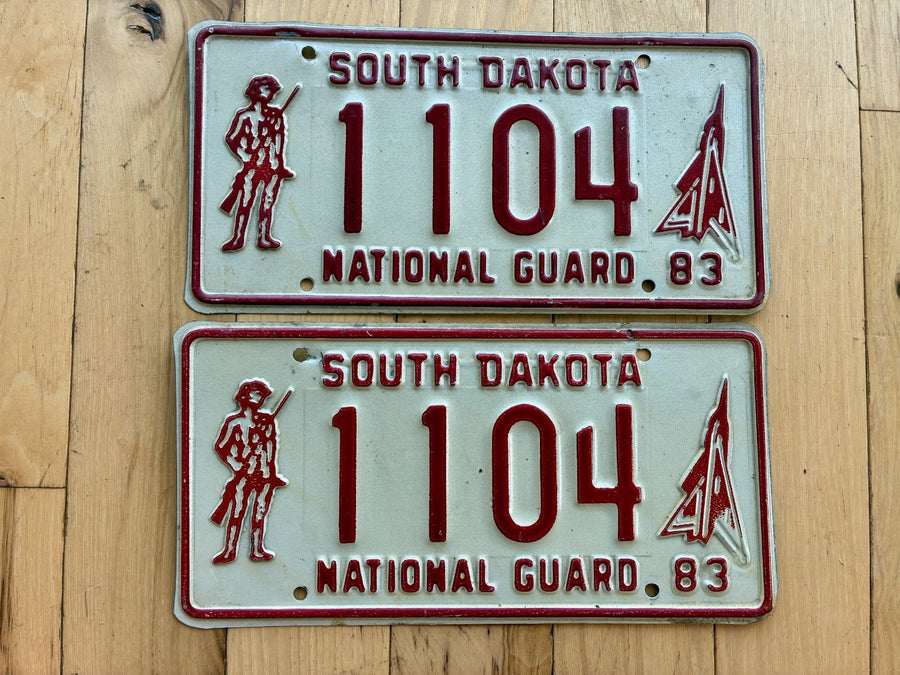 SOUTH DAKOTA
1104
NATIONAL GUARD 83
SOUTH DAKOTA
1104
NATIONAL GUARD 83